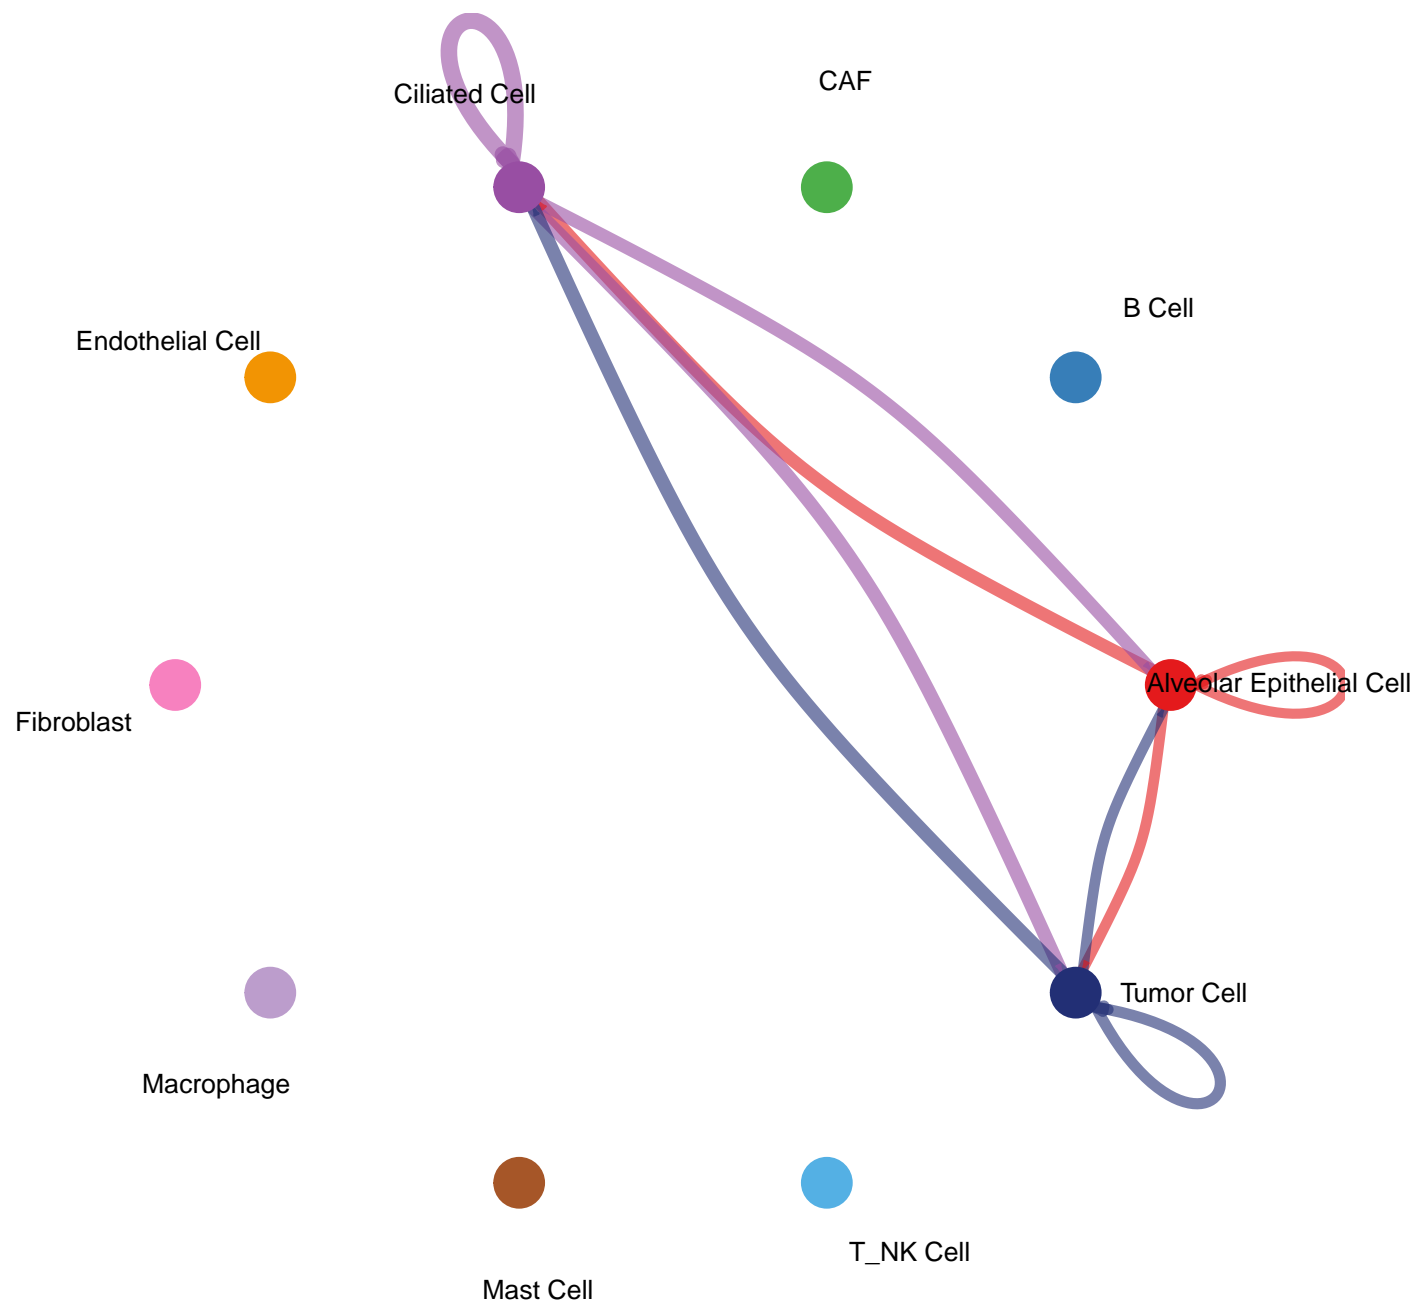 CAF
Ciliated Cell
B Cell
Endothelial Cell
Alveolar Epithelial Cell
Fibroblast
Tumor Cell
Macrophage
T_NK Cell
Mast Cell